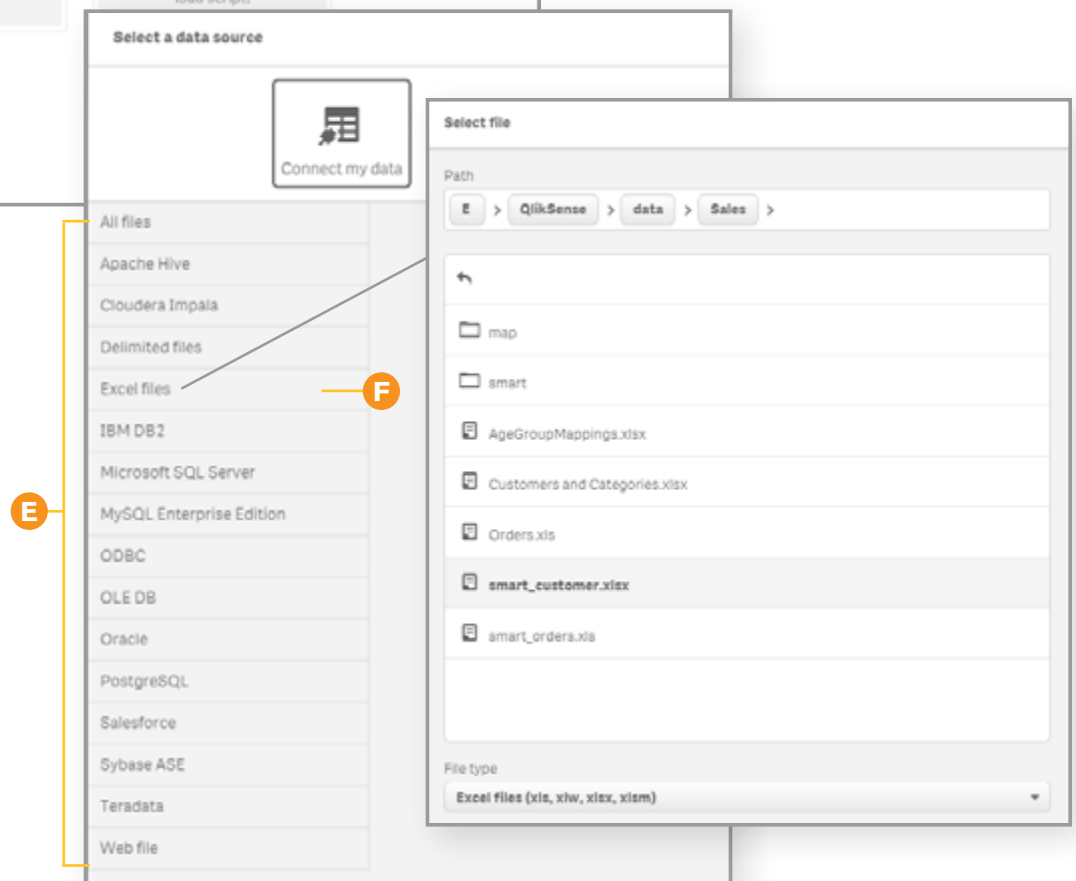 load script.
Select a data source
Connect my data
All files
Apache Hive
Cloudera Impala
Delimited files
Excel files
F
IBM DB2
Microsoft SQL Server
E
MySQL Enterprise Edition
ODBC
OLE DB
Oracle
PostgreSQL
Salesforce
Sybase ASE
Teradata
Web file
Select file
Path
E > QlikSense > data > Sales >
map
smart
AgeGroupMappings.xlsx
Customers and Categories.xlsx
Orders.xls
smart_customer.xlsx
smart_orders.xls
File type
Excel files (xls, xlw, xlsx, xlsm)